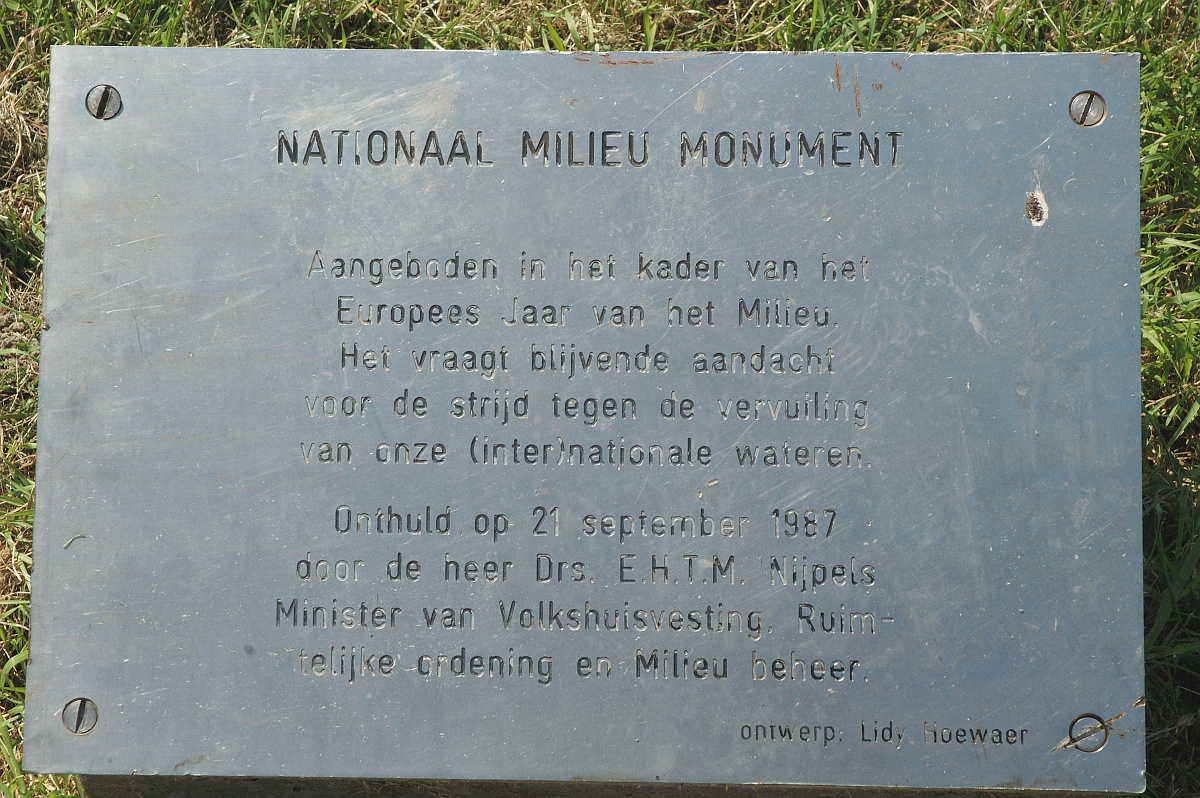 NATIONAAL MILIEU MONUMENT
Aangeboden in het kader van het
Europees Jaar van het Milieu.
Het vraagt blijvende aandacht
voor de strijd tegen de vervuiling
van onze (inter)nationale wateren.
Onthuld op 21 september 1987
door de heer Drs. E.H.T.M. Nijpels
Minister van Volkshuisvesting, Ruim-
telijke ordening en Milieu beheer.
ontwerp: Lidy Hoewaer